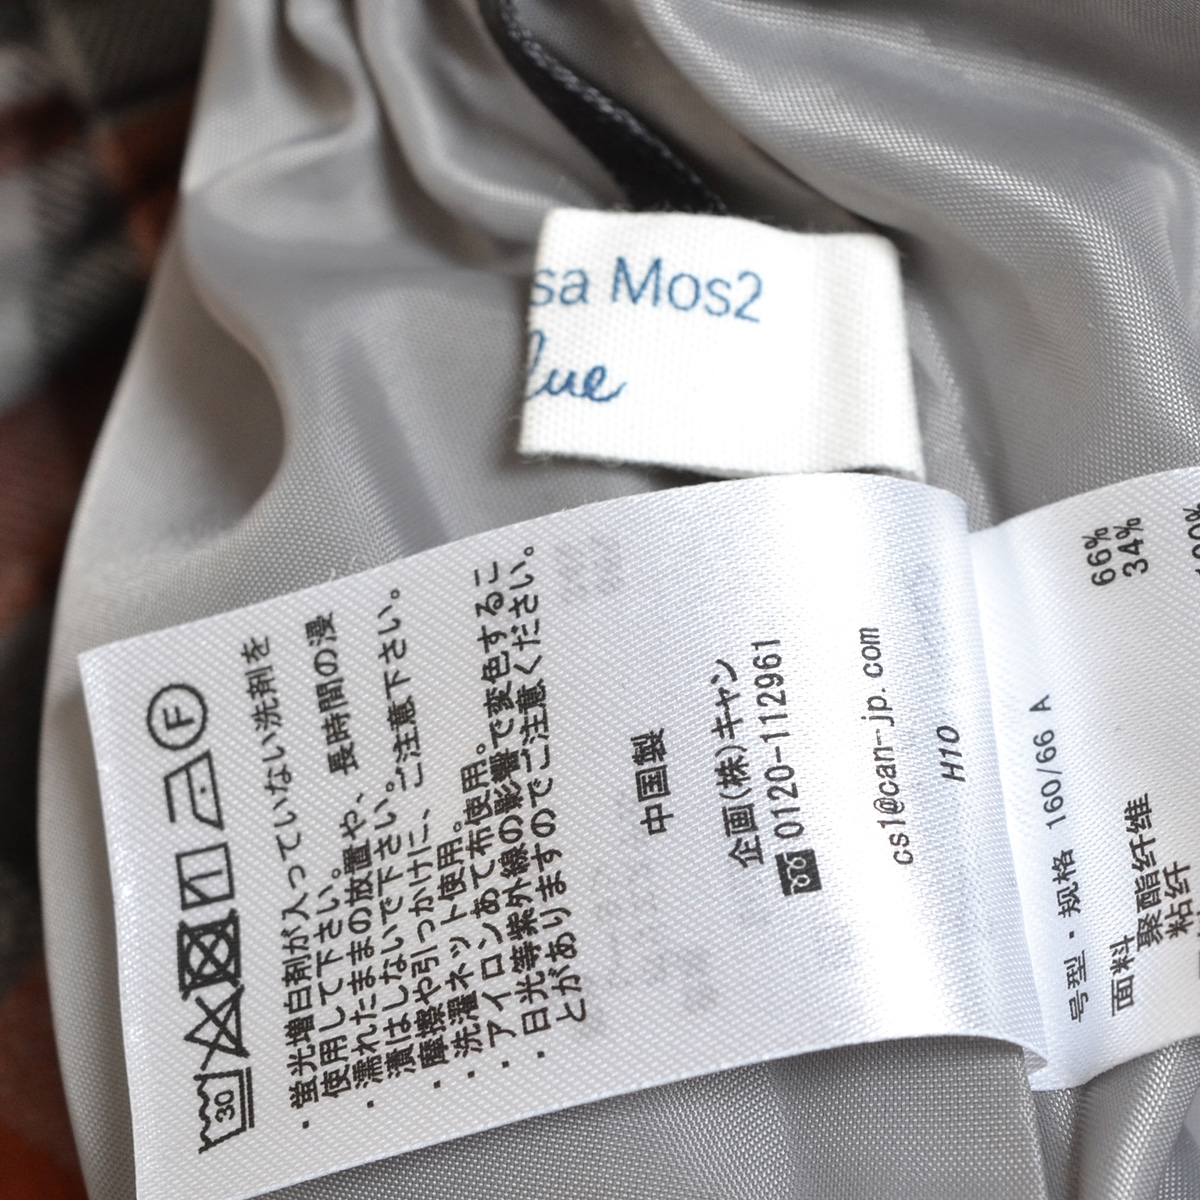 sa Mos2
lue
30
F
・蛍光増白剤が入っていない洗剤を
使用して下さい。
・濡れたままの放置や、長時間の浸
漬はしないで下さい。
・摩擦や引っかけに、ご注意下さい。
・洗濯ネット使用。
・アイロンあて布使用。
・日光等紫外線の影響で変色するこ
とがありますのでご注意ください。
中国製
企画(株)キャン
0120-112961
cs1@can-jp.com
H10
号型・规格 160/66 A
面料
聚酯纤维 66%
粘纤 34%